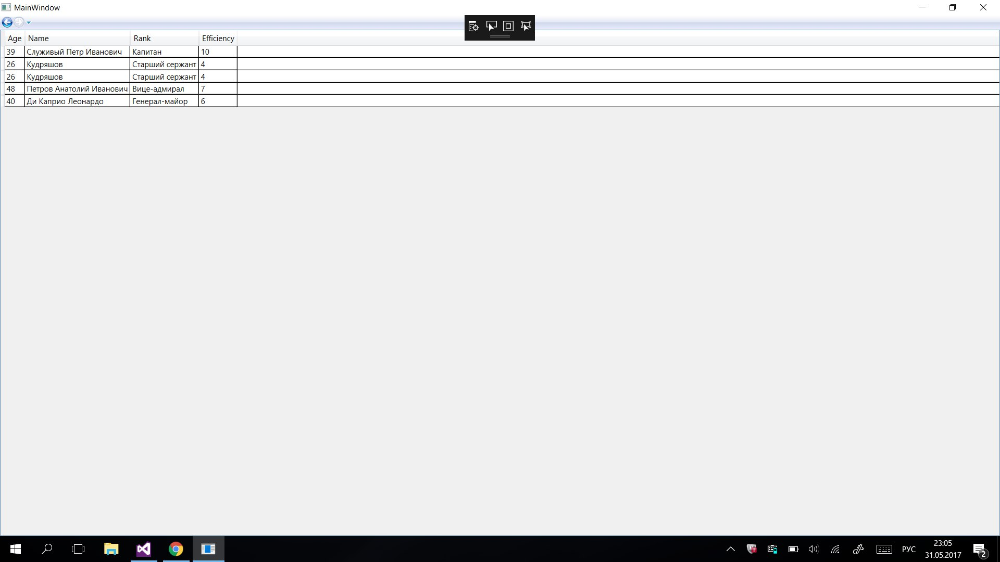 MainWindow
Age Name Rank Efficiency
39 Служивый Петр Иванович Капитан 10
26 Кудряшов Старший сержант 4
26 Кудряшов Старший сержант 4
48 Петров Анатолий Иванович Вице-адмирал 7
40 Ди Каприо Леонардо Генерал-майор 6
РУС
23:05
31.05.2017
2